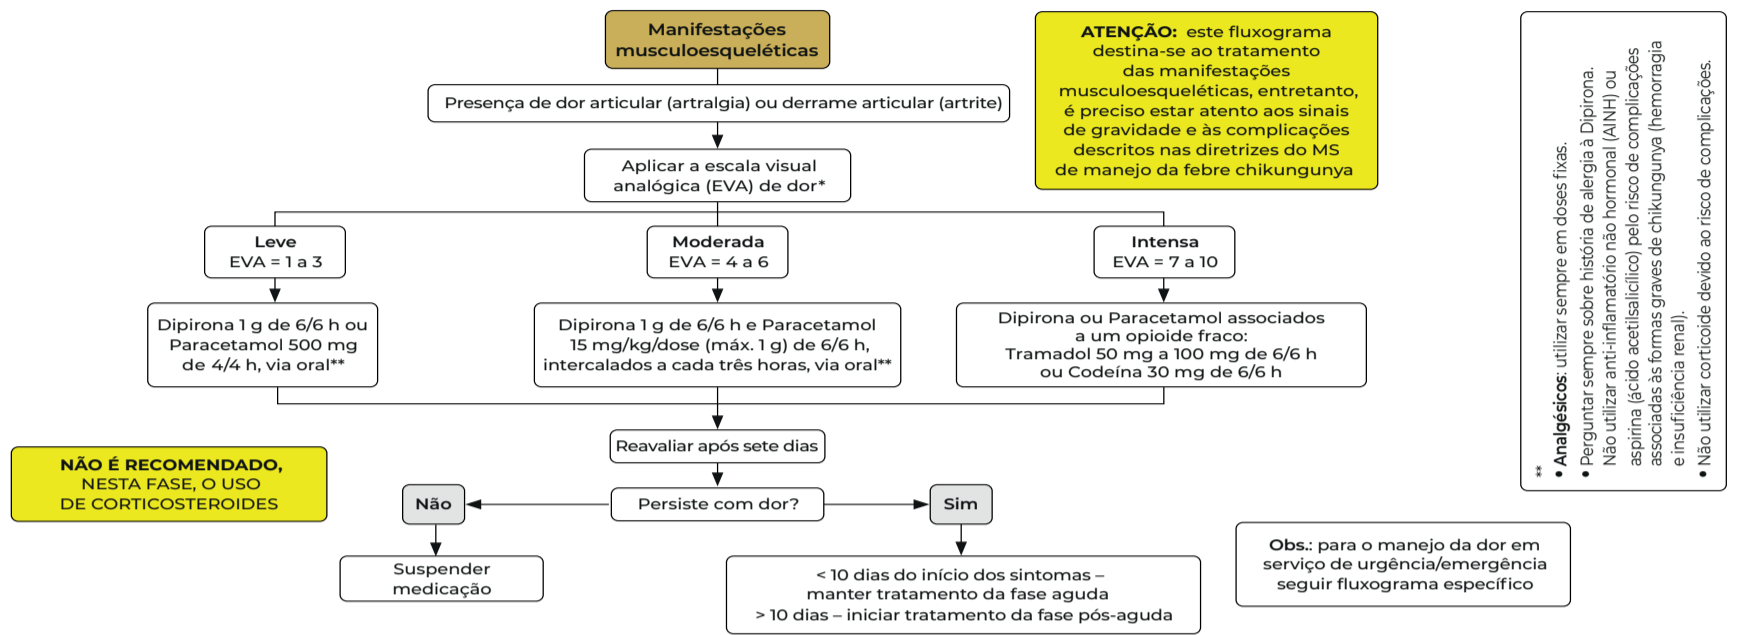 Manifestações
musculoesqueléticas
Presença de dor articular (artralgia) ou derrame articular (artrite)
Aplicar a escala visual
analógica (EVA) de dor*
ATENÇÃO: este fluxograma
destina-se ao tratamento
das manifestações
musculoesqueléticas, entretanto,
é preciso estar atento aos sinais
de gravidade e às complicações
descritos nas diretrizes do MS
de manejo da febre chikungunya
Leve
EVA = 1 a 3
Moderada
EVA = 4 a 6
Intensa
EVA = 7 a 10
Dipirona 1 g de 6/6 h ou
Paracetamol 500 mg
de 4/4 h, via oral**
Dipirona 1 g de 6/6 h e Paracetamol
15 mg/kg/dose (máx. 1 g) de 6/6 h,
intercalados a cada três horas, via oral**
Dipirona ou Paracetamol associados
a um opioide fraco:
Tramadol 50 mg a 100 mg de 6/6 h
ou Codeína 30 mg de 6/6 h
Reavaliar após sete dias
Persiste com dor?
Não
Sim
Suspender
medicação
< 10 dias do início dos sintomas –
manter tratamento da fase aguda
> 10 dias – iniciar tratamento da fase pós-aguda
NÃO É RECOMENDADO,
NESTA FASE, O USO
DE CORTICOSTEROIDES
**
• Analgésicos: utilizar sempre em doses fixas.
• Perguntar sempre sobre história de alergia à Dipirona.
Não utilizar anti-inflamatório não hormonal (AINH) ou
aspirina (ácido acetilsalicílico) pelo risco de complicações
associadas às formas graves de chikungunya (hemorragia
e insuficiência renal).
• Não utilizar corticoide devido ao risco de complicações.
Obs.: para o manejo da dor em
serviço de urgência/emergência
seguir fluxograma específico